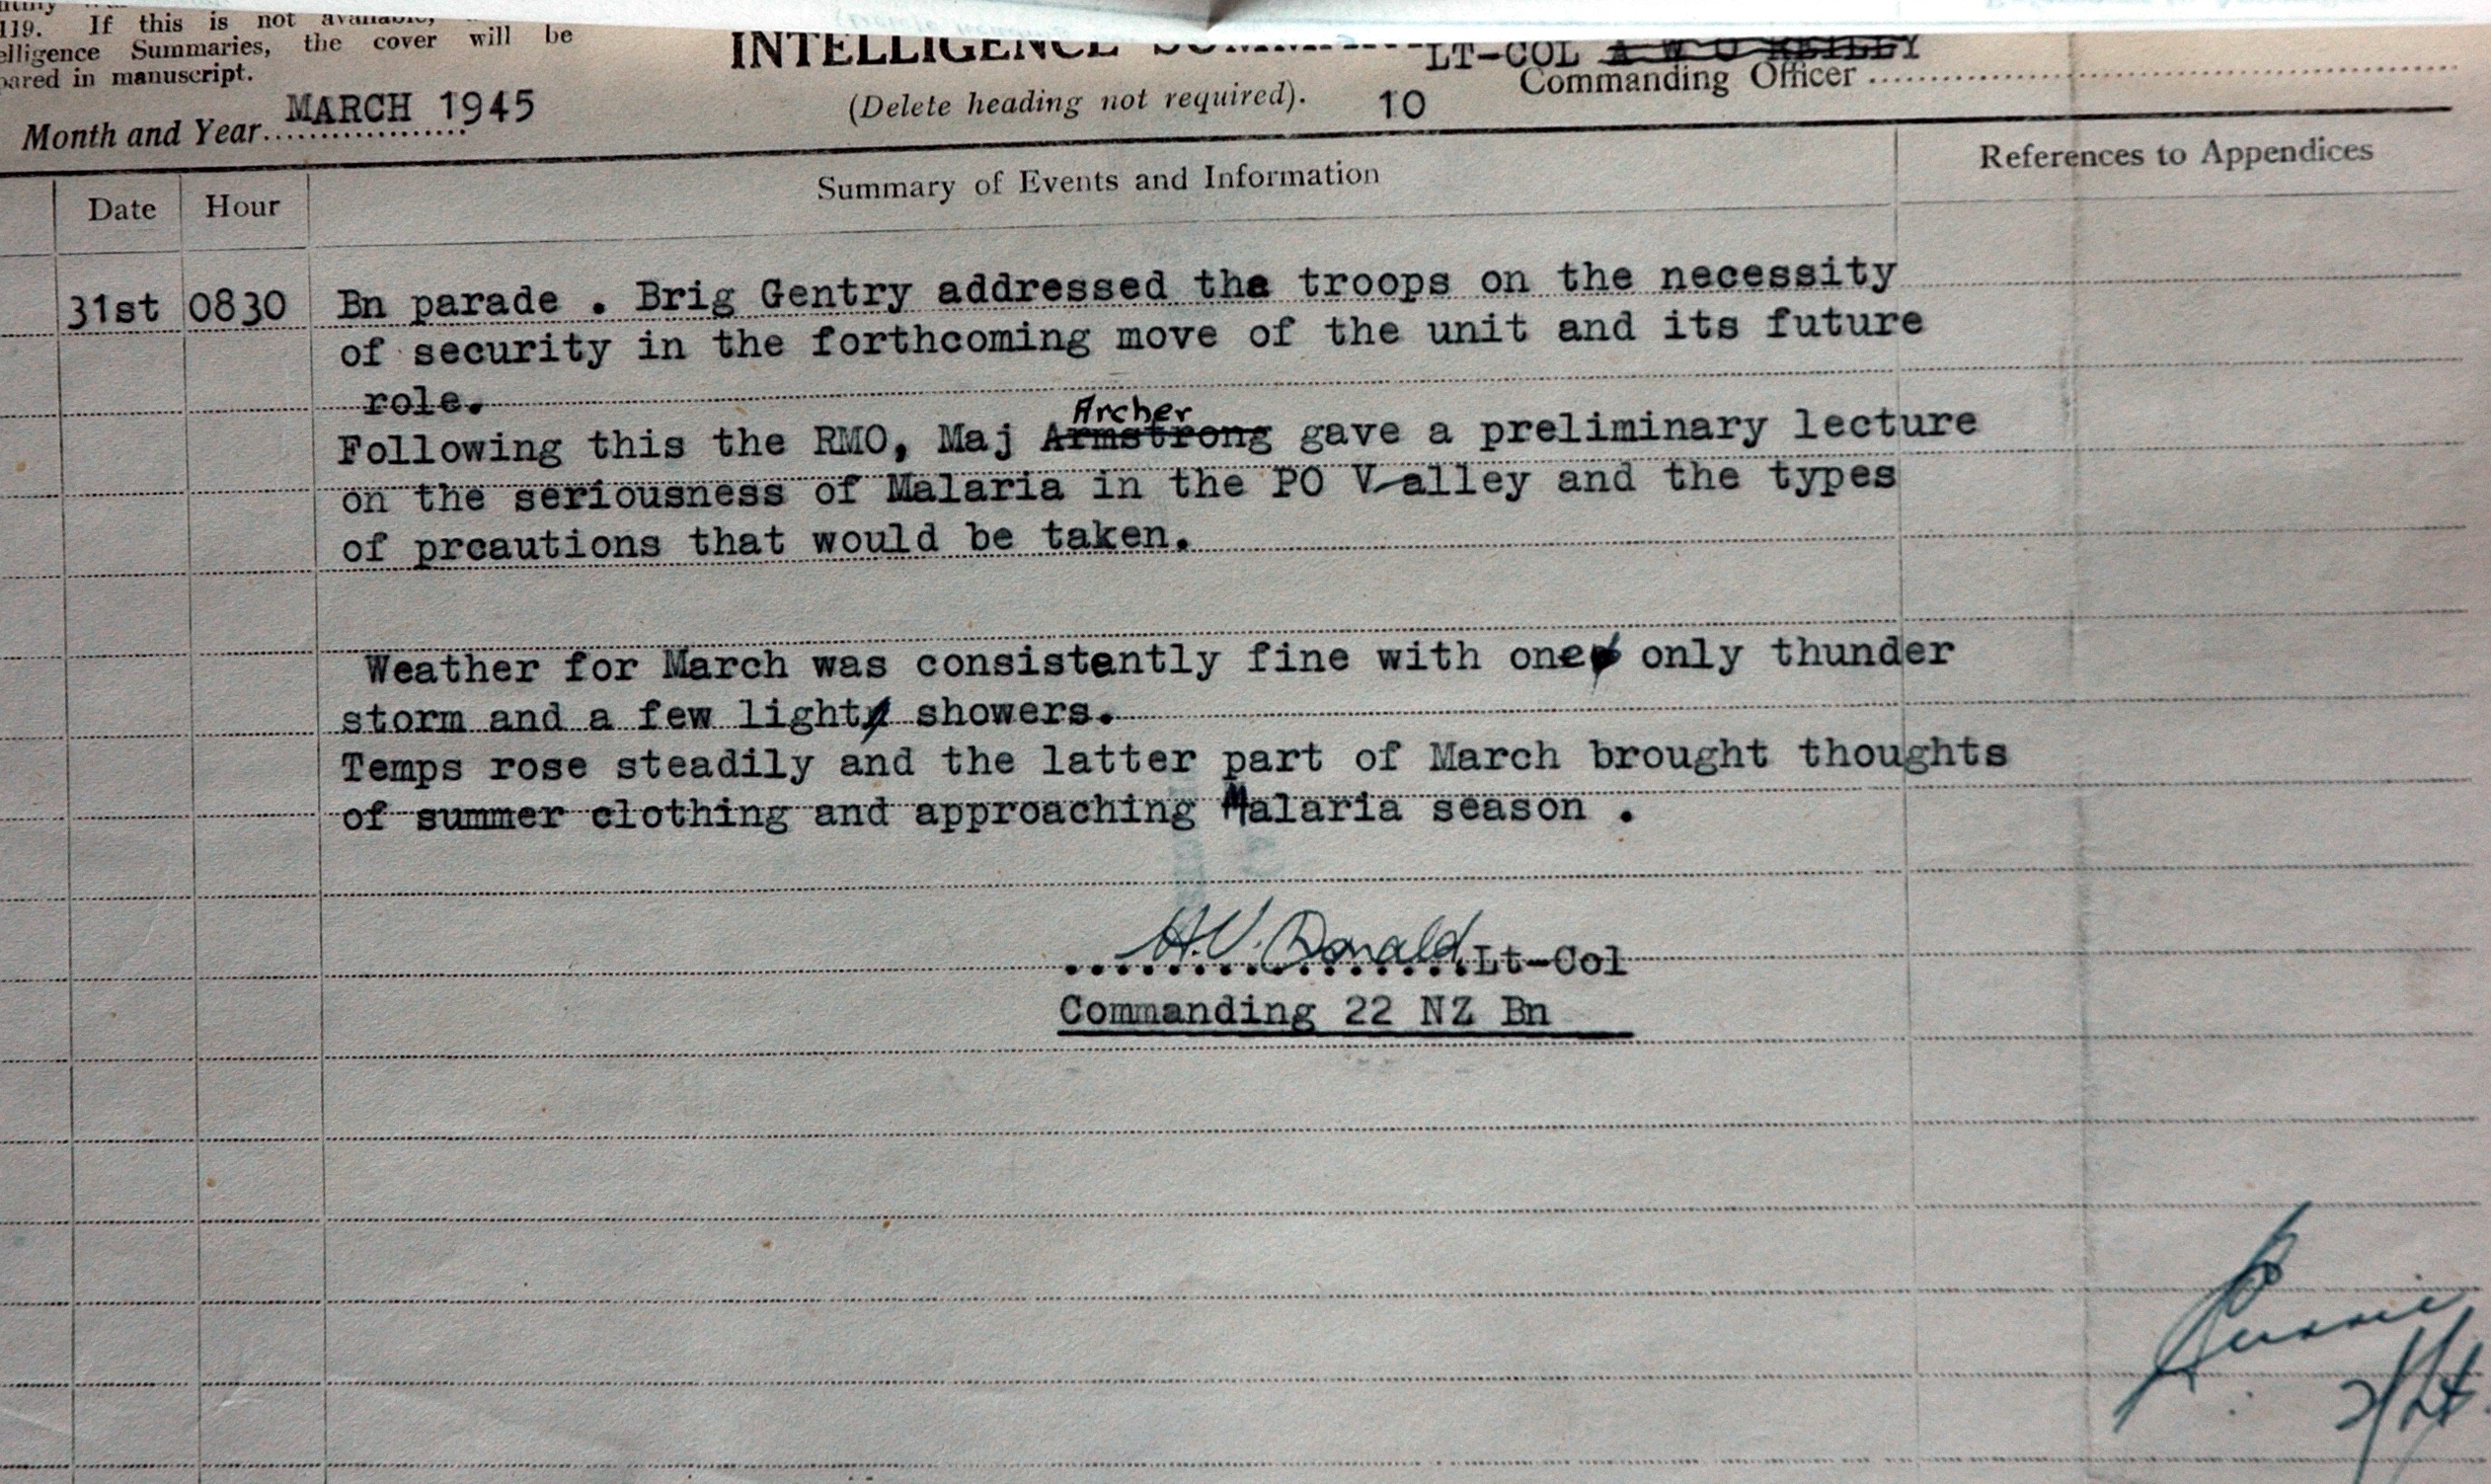 119. If this is not available,
elligence Summaries, the cover will be
pared in manuscript.
INTELLIGENCE SUMMARY
LT-COL A W O'REILLY
Commanding Officer
Month and Year MARCH 1945
(Delete heading not required).
10
Date Hour Summary of Events and Information References to Appendices
31st 0830 Bn parade . Brig Gentry addressed the troops on the necessity
of security in the forthcoming move of the unit and its future
role.
Archer
Following this the RMO, Maj Armstrong gave a preliminary lecture
on the seriousness of Malaria in the PO V-alley and the types
of prcautions that would be taken.
Weather for March was consistently fine with one only thunder
storm and a few light showers.
Temps rose steadily and the latter part of March brought thoughts
of summer clothing and approaching Malaria season .
H.V. Donald Lt-Col
Commanding 22 NZ Bn